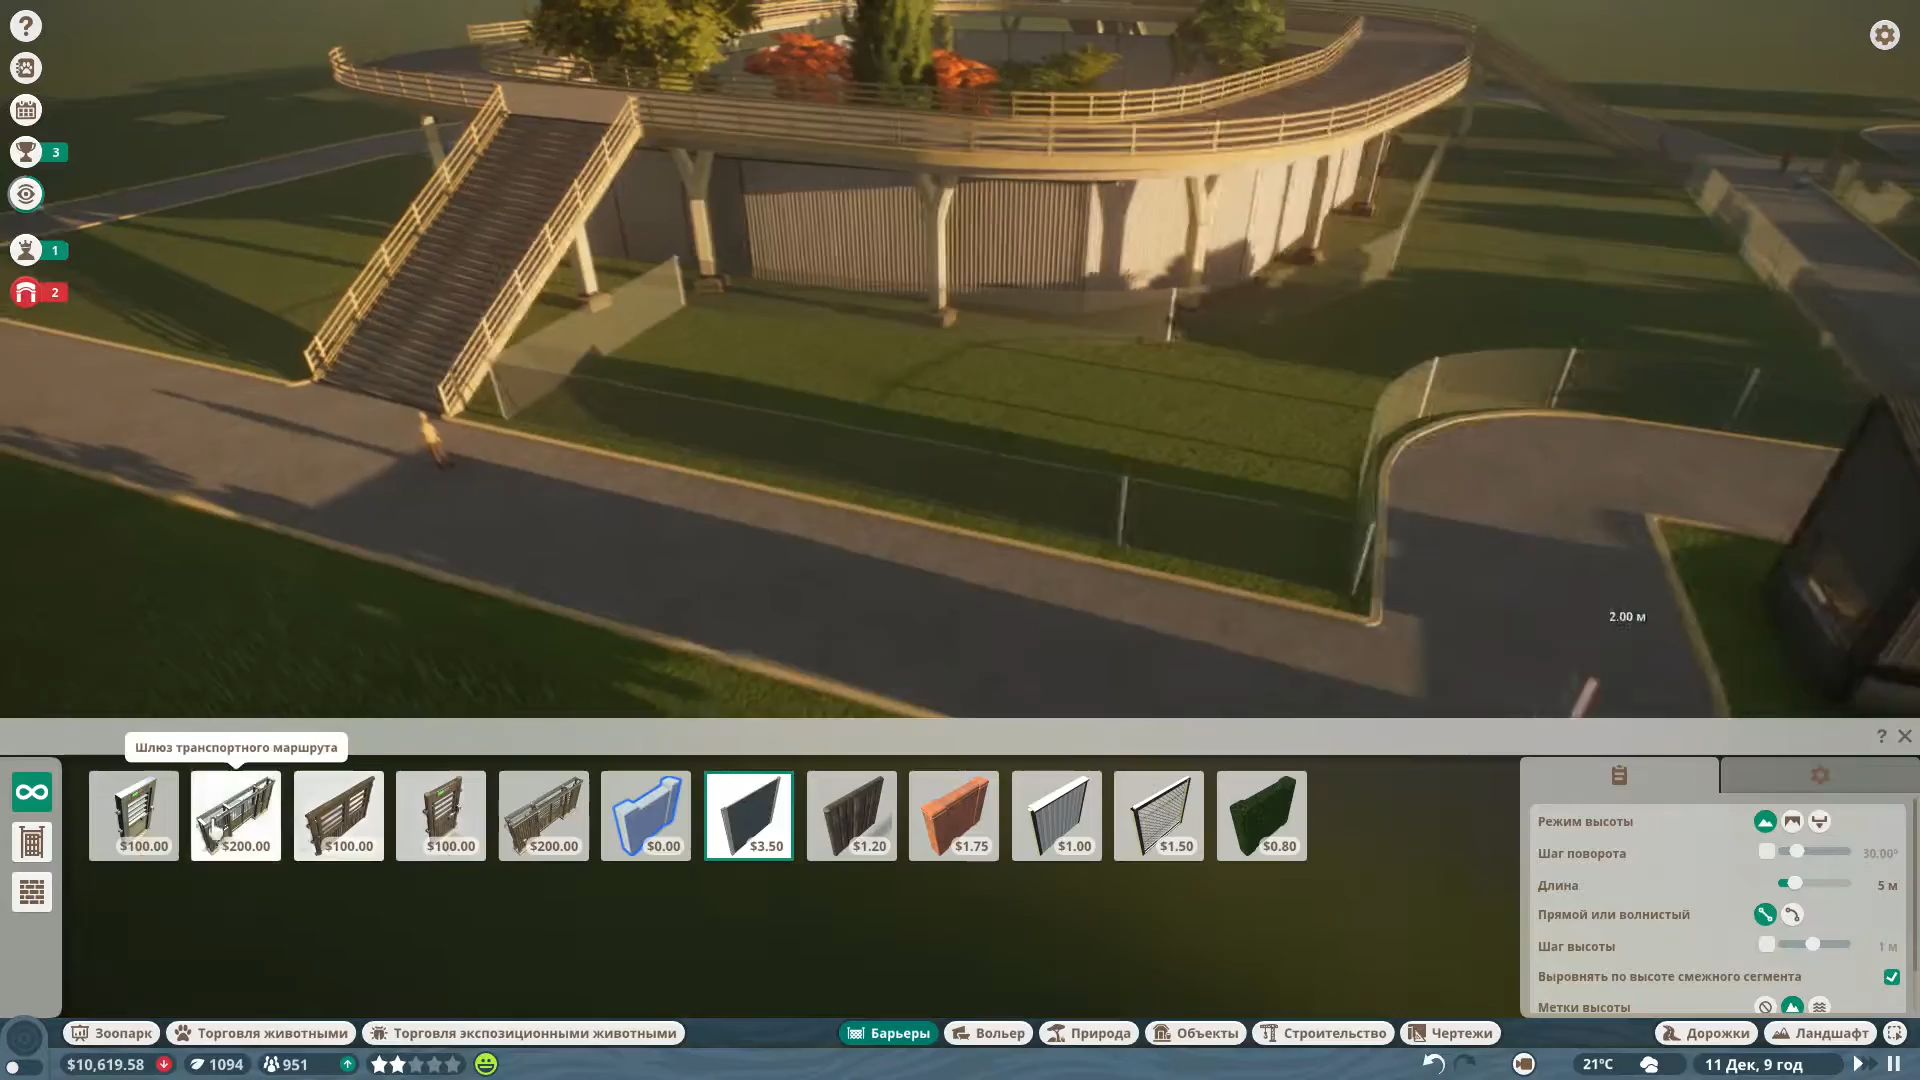 ?
3
1
2
2.00 м
Шлюз транспортного маршрута
?
$100.00
$200.00
$100.00
$100.00
$200.00
$0.00
$3.50
$1.20
$1.75
$1.00
$1.50
$0.80
Режим высоты
Шаг поворота 30.00°
Длина 5 м
Прямой или волнистый
Шаг высоты 1 м
Выровнять по высоте смежного сегмента
Метки высоты
Зоопарк Торговля животными Торговля экспозиционными животными Барьеры Вольер Природа Объекты Строительство Чертежи Дорожки Ландшафт
$10,619.58 1094 951 21°C 11 Дек, 9 год